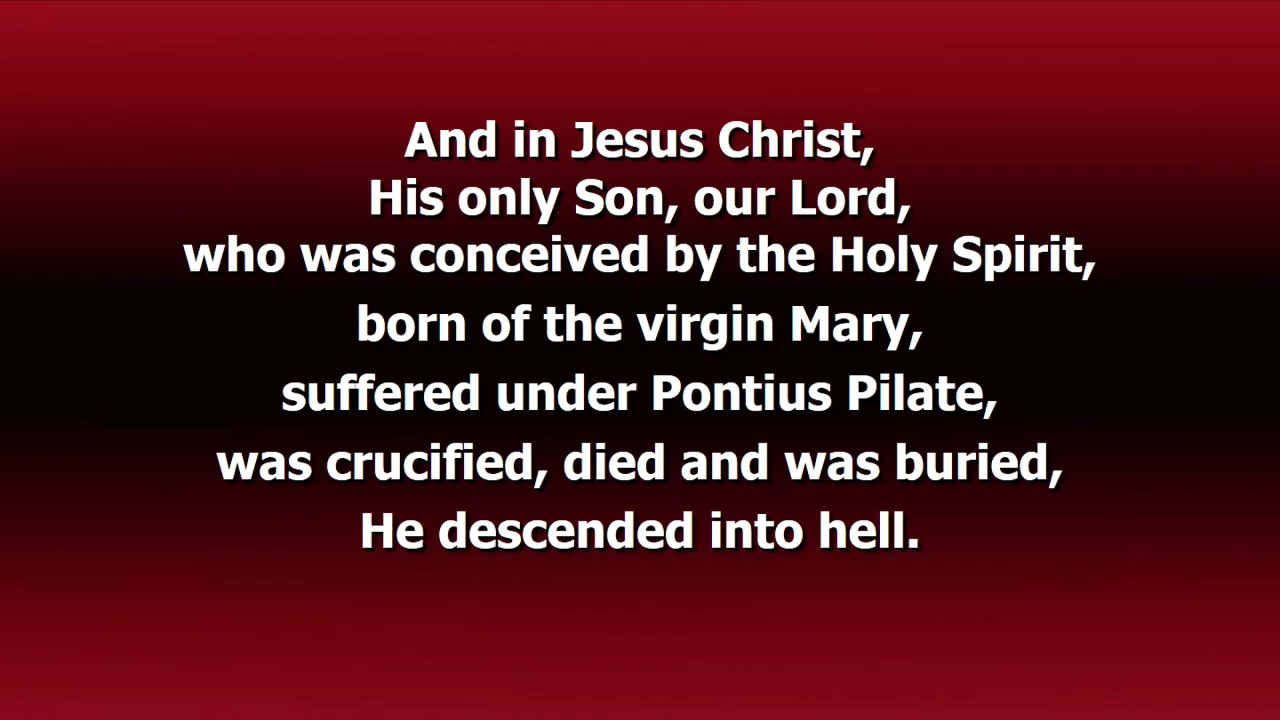 And in Jesus Christ,
His only Son, our Lord,
who was conceived by the Holy Spirit,
born of the virgin Mary,
suffered under Pontius Pilate,
was crucified, died and was buried,
He descended into hell.